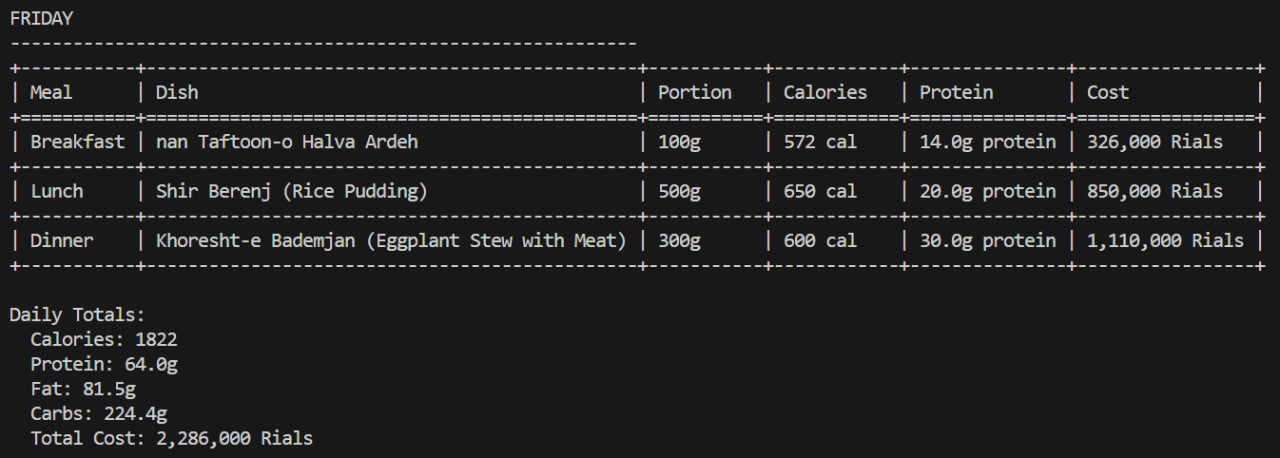 FRIDAY
------------------------------------------------------------
+-----------+-----------------------------------------------+-----------+------------+---------------+-----------------+
| Meal      | Dish                                          | Portion   | Calories   | Protein       | Cost            |
+===========+===============================================+===========+============+===============+=================+
| Breakfast | nan Taftoon-o Halva Ardeh                     | 100g      | 572 cal    | 14.0g protein | 326,000 Rials   |
+-----------+-----------------------------------------------+-----------+------------+---------------+-----------------+
| Lunch     | Shir Berenj (Rice Pudding)                    | 500g      | 650 cal    | 20.0g protein | 850,000 Rials   |
+-----------+-----------------------------------------------+-----------+------------+---------------+-----------------+
| Dinner    | Khoresht-e Bademjan (Eggplant Stew with Meat) | 300g      | 600 cal    | 30.0g protein | 1,110,000 Rials |
+-----------+-----------------------------------------------+-----------+------------+---------------+-----------------+

Daily Totals:
  Calories: 1822
  Protein: 64.0g
  Fat: 81.5g
  Carbs: 224.4g
  Total Cost: 2,286,000 Rials